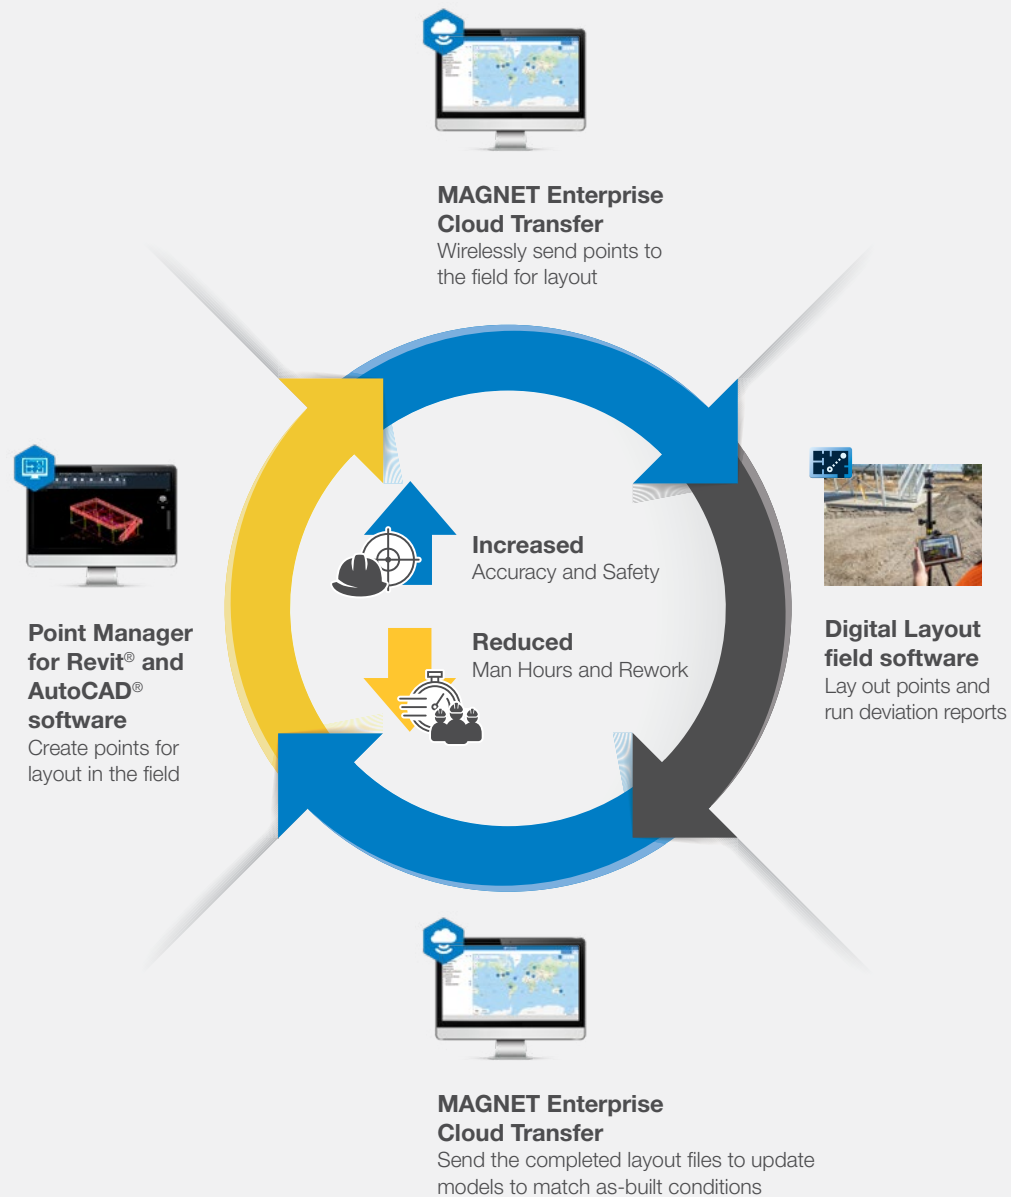 MAGNET Enterprise
Cloud Transfer
Wirelessly send points to
the field for layout
Point Manager
for Revit® and
AutoCAD®
software
Create points for
layout in the field
Increased
Accuracy and Safety
Reduced
Man Hours and Rework
Digital Layout
field software
Lay out points and
run deviation reports
MAGNET Enterprise
Cloud Transfer
Send the completed layout files to update
models to match as-built conditions